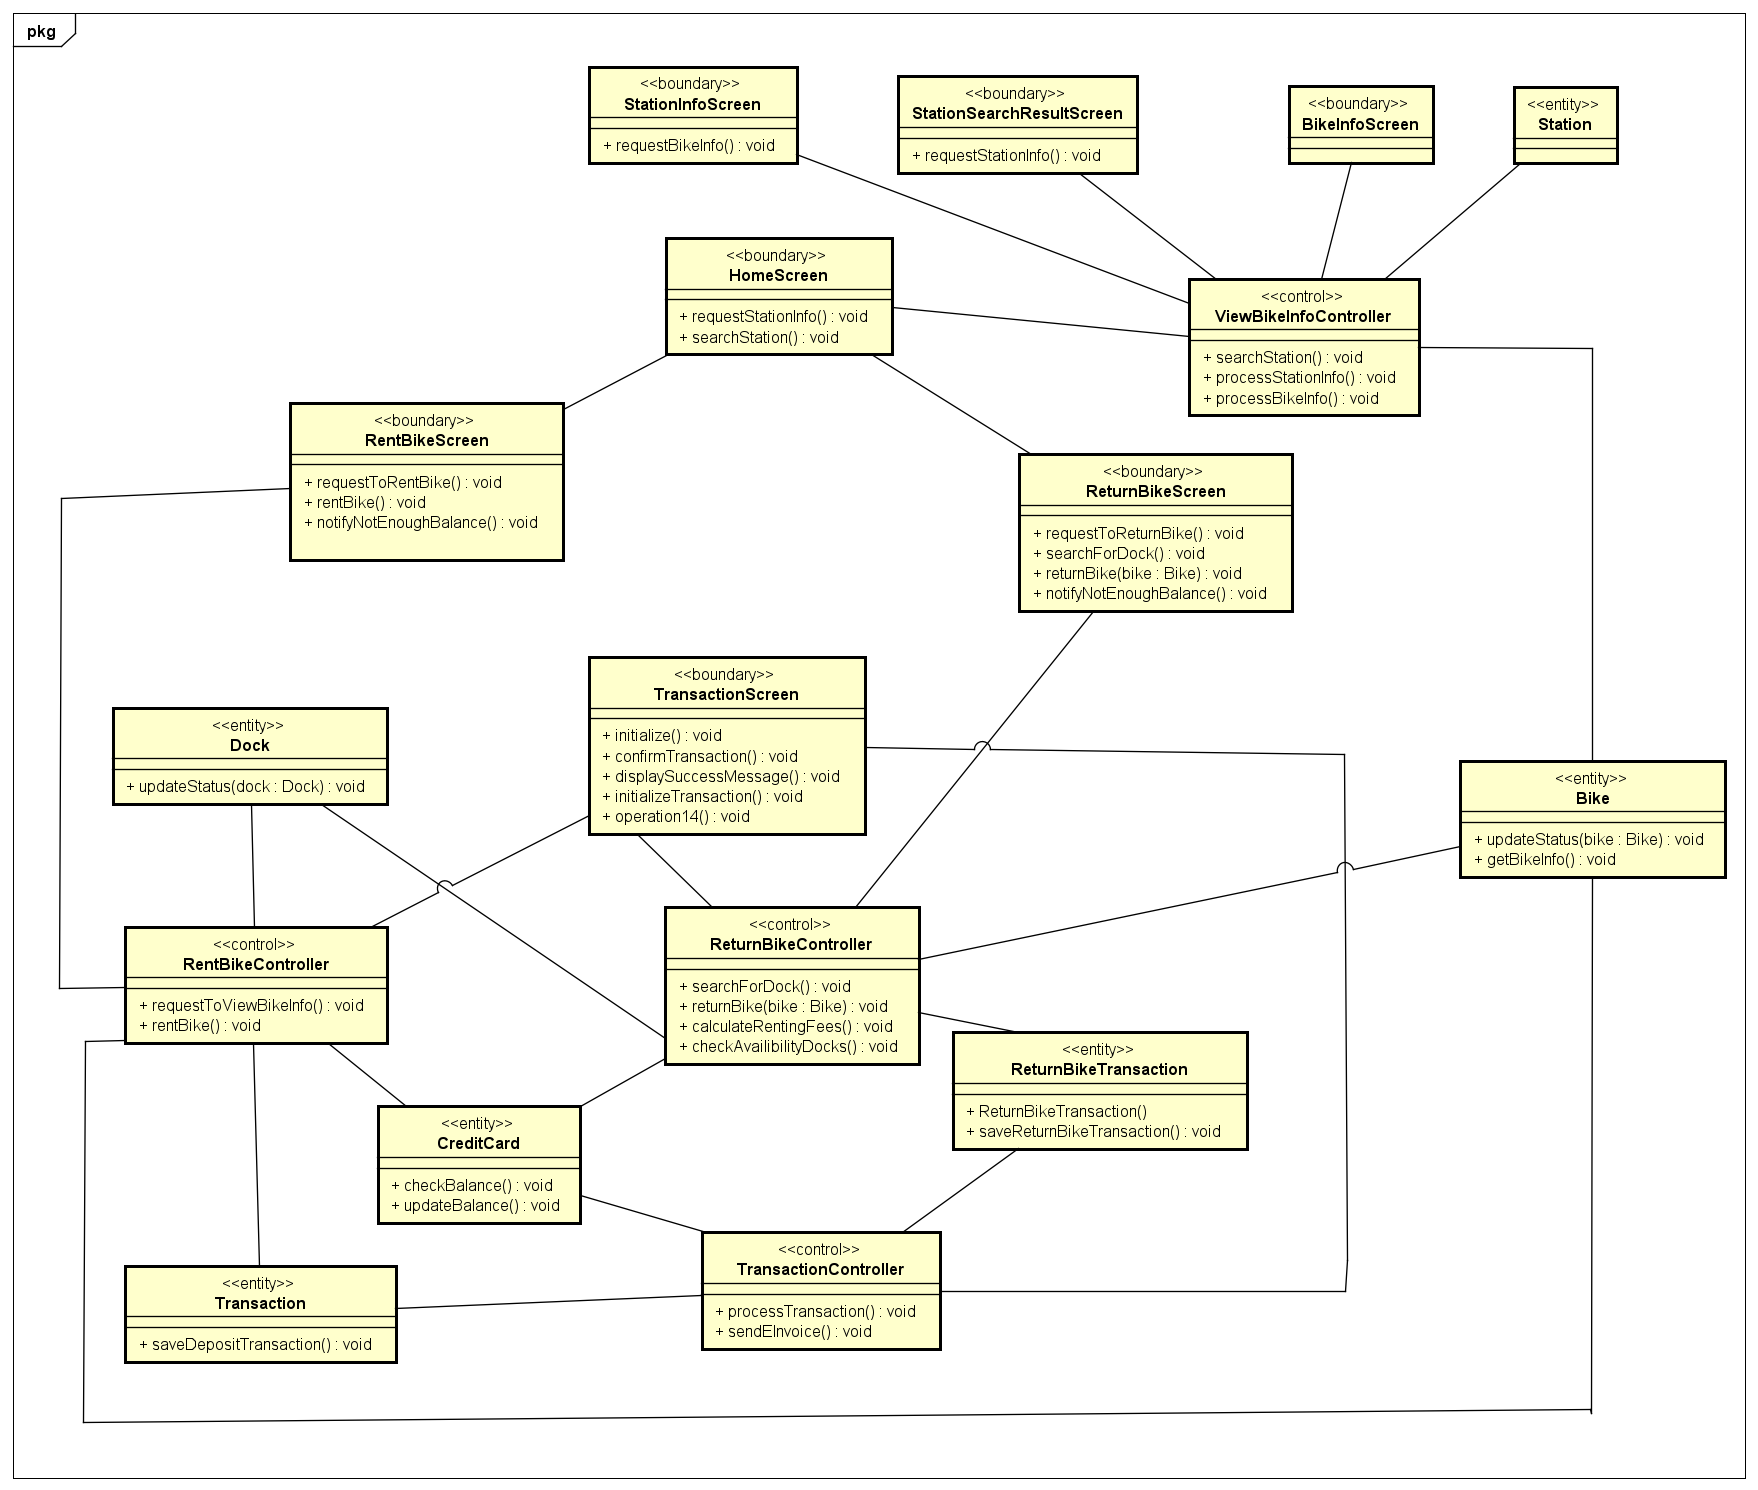 pkg
<<boundary>>
StationInfoScreen
+ requestBikeInfo() : void
<<boundary>>
StationSearchResultScreen
+ requestStationInfo() : void
<<boundary>>
BikeInfoScreen
<<entity>>
Station
<<boundary>>
HomeScreen
+ requestStationInfo() : void
+ searchStation() : void
<<control>>
ViewBikeInfoController
+ searchStation() : void
+ processStationInfo() : void
+ processBikeInfo() : void
<<boundary>>
RentBikeScreen
+ requestToRentBike() : void
+ rentBike() : void
+ notifyNotEnoughBalance() : void
<<boundary>>
ReturnBikeScreen
+ requestToReturnBike() : void
+ searchForDock() : void
+ returnBike(bike : Bike) : void
+ notifyNotEnoughBalance() : void
<<boundary>>
TransactionScreen
+ initialize() : void
+ confirmTransaction() : void
+ displaySuccessMessage() : void
+ initializeTransaction() : void
+ operation14() : void
<<entity>>
Dock
+ updateStatus(dock : Dock) : void
<<entity>>
Bike
+ updateStatus(bike : Bike) : void
+ getBikeInfo() : void
<<control>>
RentBikeController
+ requestToViewBikeInfo() : void
+ rentBike() : void
<<control>>
ReturnBikeController
+ searchForDock() : void
+ returnBike(bike : Bike) : void
+ calculateRentingFees() : void
+ checkAvailibilityDocks() : void
<<entity>>
ReturnBikeTransaction
+ ReturnBikeTransaction()
+ saveReturnBikeTransaction() : void
<<entity>>
CreditCard
+ checkBalance() : void
+ updateBalance() : void
<<control>>
TransactionController
+ processTransaction() : void
+ sendEInvoice() : void
<<entity>>
Transaction
+ saveDepositTransaction() : void